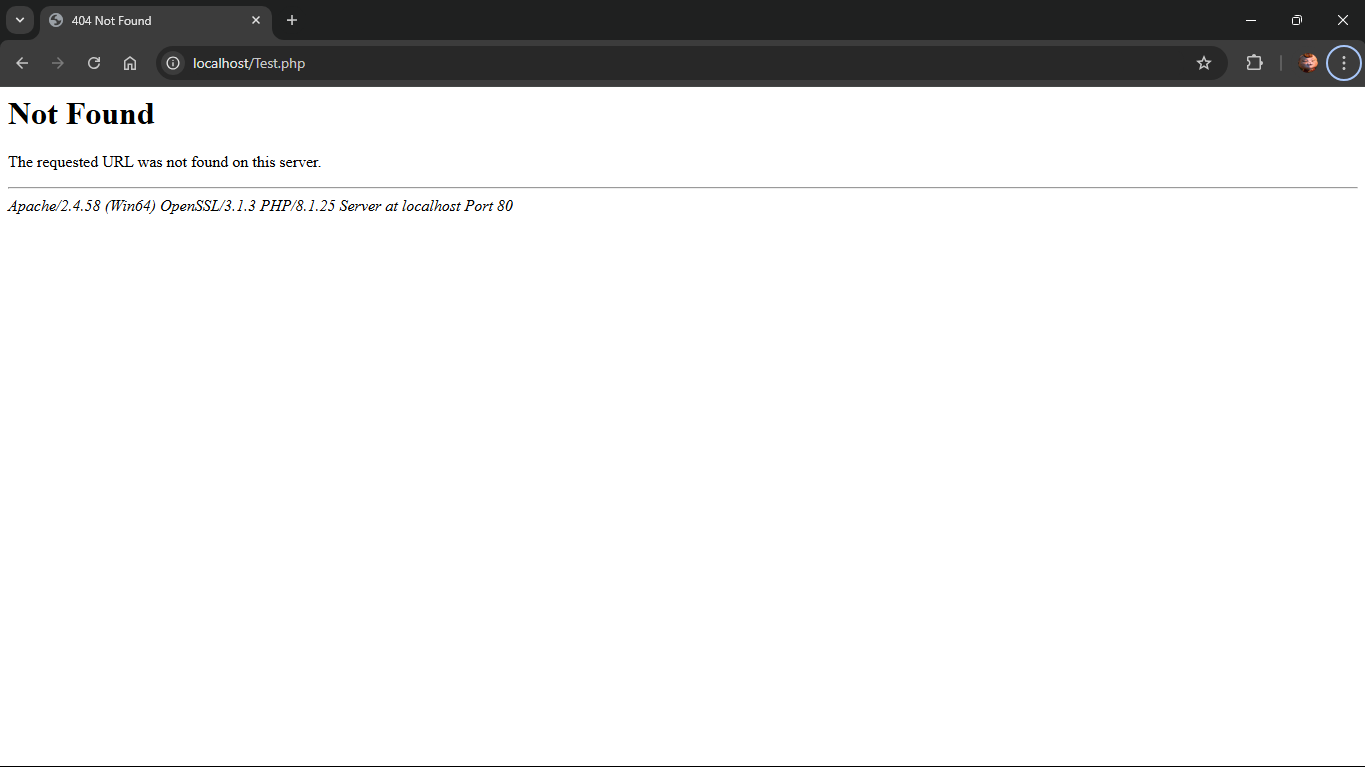 404 Not Found
localhost/Test.php
Not Found
The requested URL was not found on this server.
Apache/2.4.58 (Win64) OpenSSL/3.1.3 PHP/8.1.25 Server at localhost Port 80